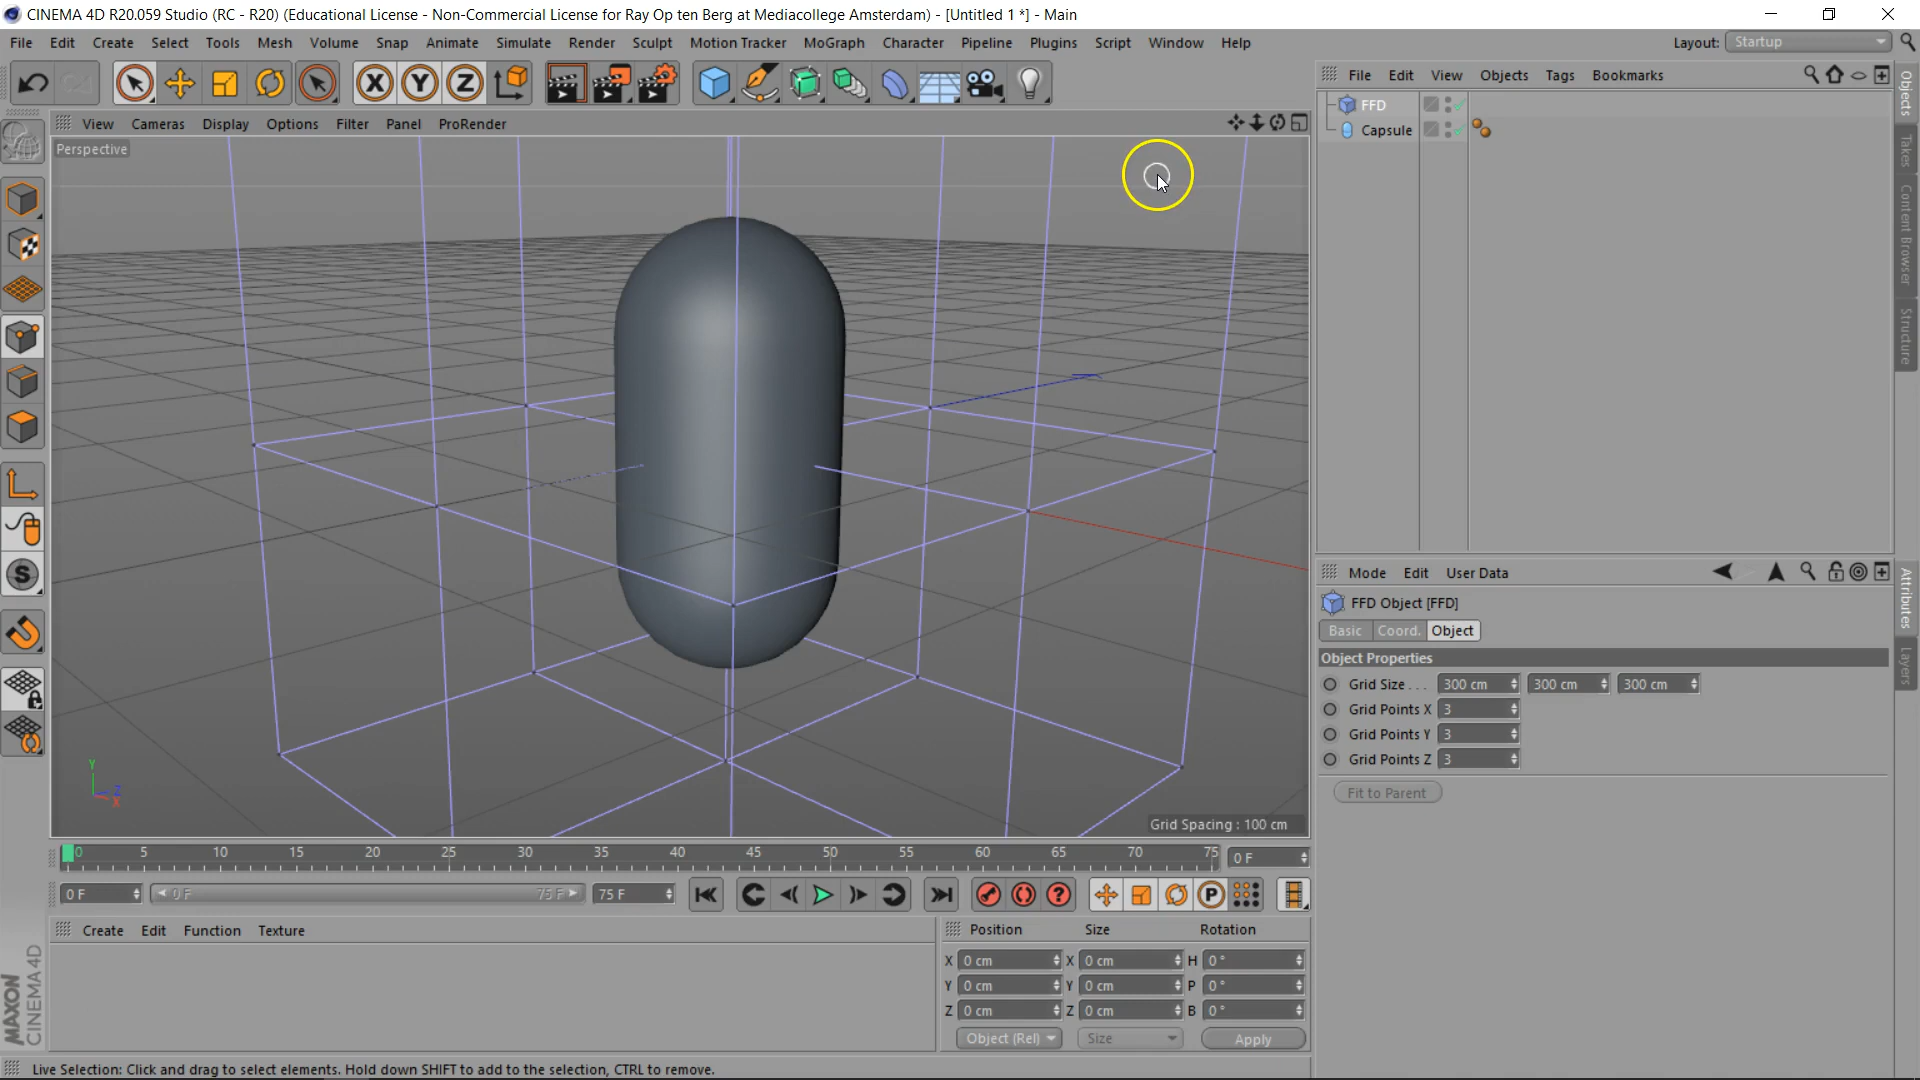 CINEMA 4D R20.059 Studio (RC - R20) (Educational License - Non-Commercial License for Ray Op ten Berg at Mediacollege Amsterdam) - [Untitled 1 *] - Main
File Edit Create Select Tools Mesh Volume Snap Animate Simulate Render Sculpt Motion Tracker MoGraph Character Pipeline Plugins Script Window Help Layout: Startup
X Y Z
File Edit View Objects Tags Bookmarks
View Cameras Display Options Filter Panel ProRender
Perspective
FFD
Capsule
Objects
Takes
Content Browser
Structure
S
Y
Z
X
Grid Spacing : 100 cm
Mode Edit User Data
FFD Object [FFD]
Basic Coord. Object
Object Properties
Grid Size . . . 300 cm 300 cm 300 cm
Grid Points X 3
Grid Points Y 3
Grid Points Z 3
Fit to Parent
Attributes
Layers
0 5 10 15 20 25 30 35 40 45 50 55 60 65 70 75 0 F
0 F 0 F 75 F 75 F ? P
Create Edit Function Texture
Position Size Rotation
X 0 cm X 0 cm H 0 °
Y 0 cm Y 0 cm P 0 °
Z 0 cm Z 0 cm B 0 °
Object (Rel) Size Apply
MAXON
CINEMA 4D
Live Selection: Click and drag to select elements. Hold down SHIFT to add to the selection, CTRL to remove.